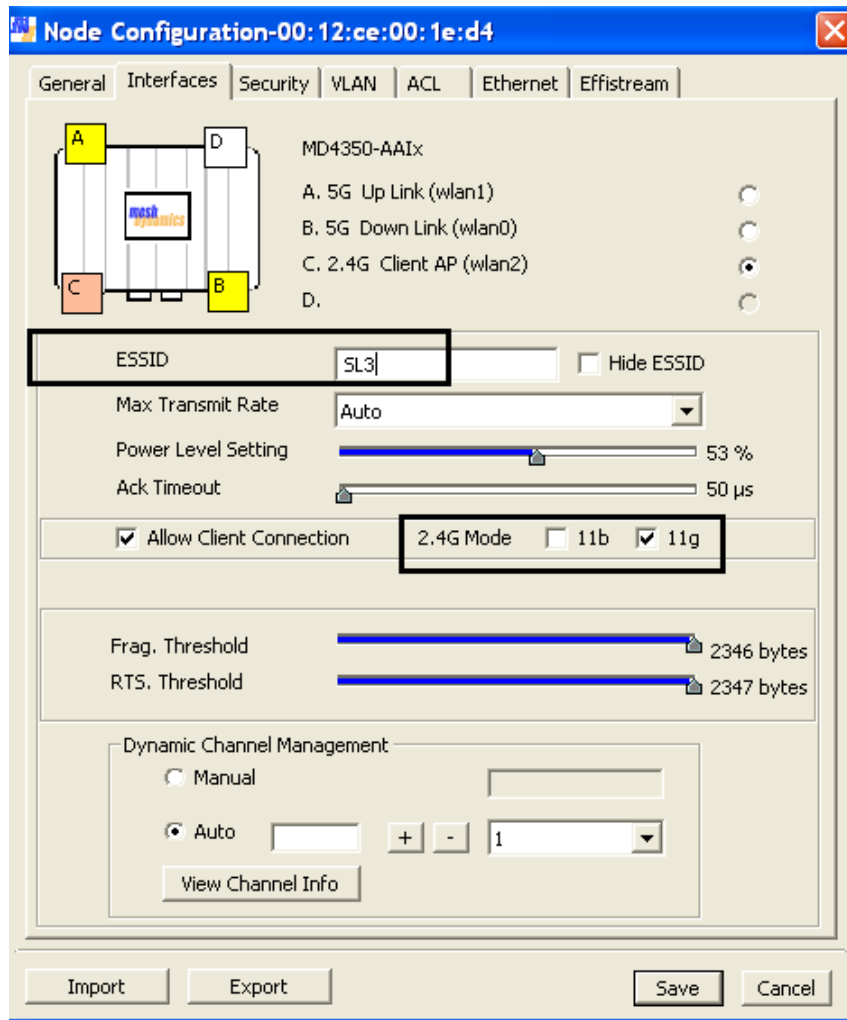 Node Configuration-00:12:ce:00:1e:d4
General Interfaces Security VLAN ACL Ethernet Effistream
A
D
mesh dynamics
C
B
MD4350-AAIx
A. 5G Up Link (wlan1)
B. 5G Down Link (wlan0)
C. 2.4G Client AP (wlan2)
D.
ESSID SL3 Hide ESSID
Max Transmit Rate Auto
Power Level Setting 53 %
Ack Timeout 50 µs
Allow Client Connection 2.4G Mode 11b 11g
Frag. Threshold 2346 bytes
RTS. Threshold 2347 bytes
Dynamic Channel Management
Manual
Auto + - 1
View Channel Info
Import Export Save Cancel